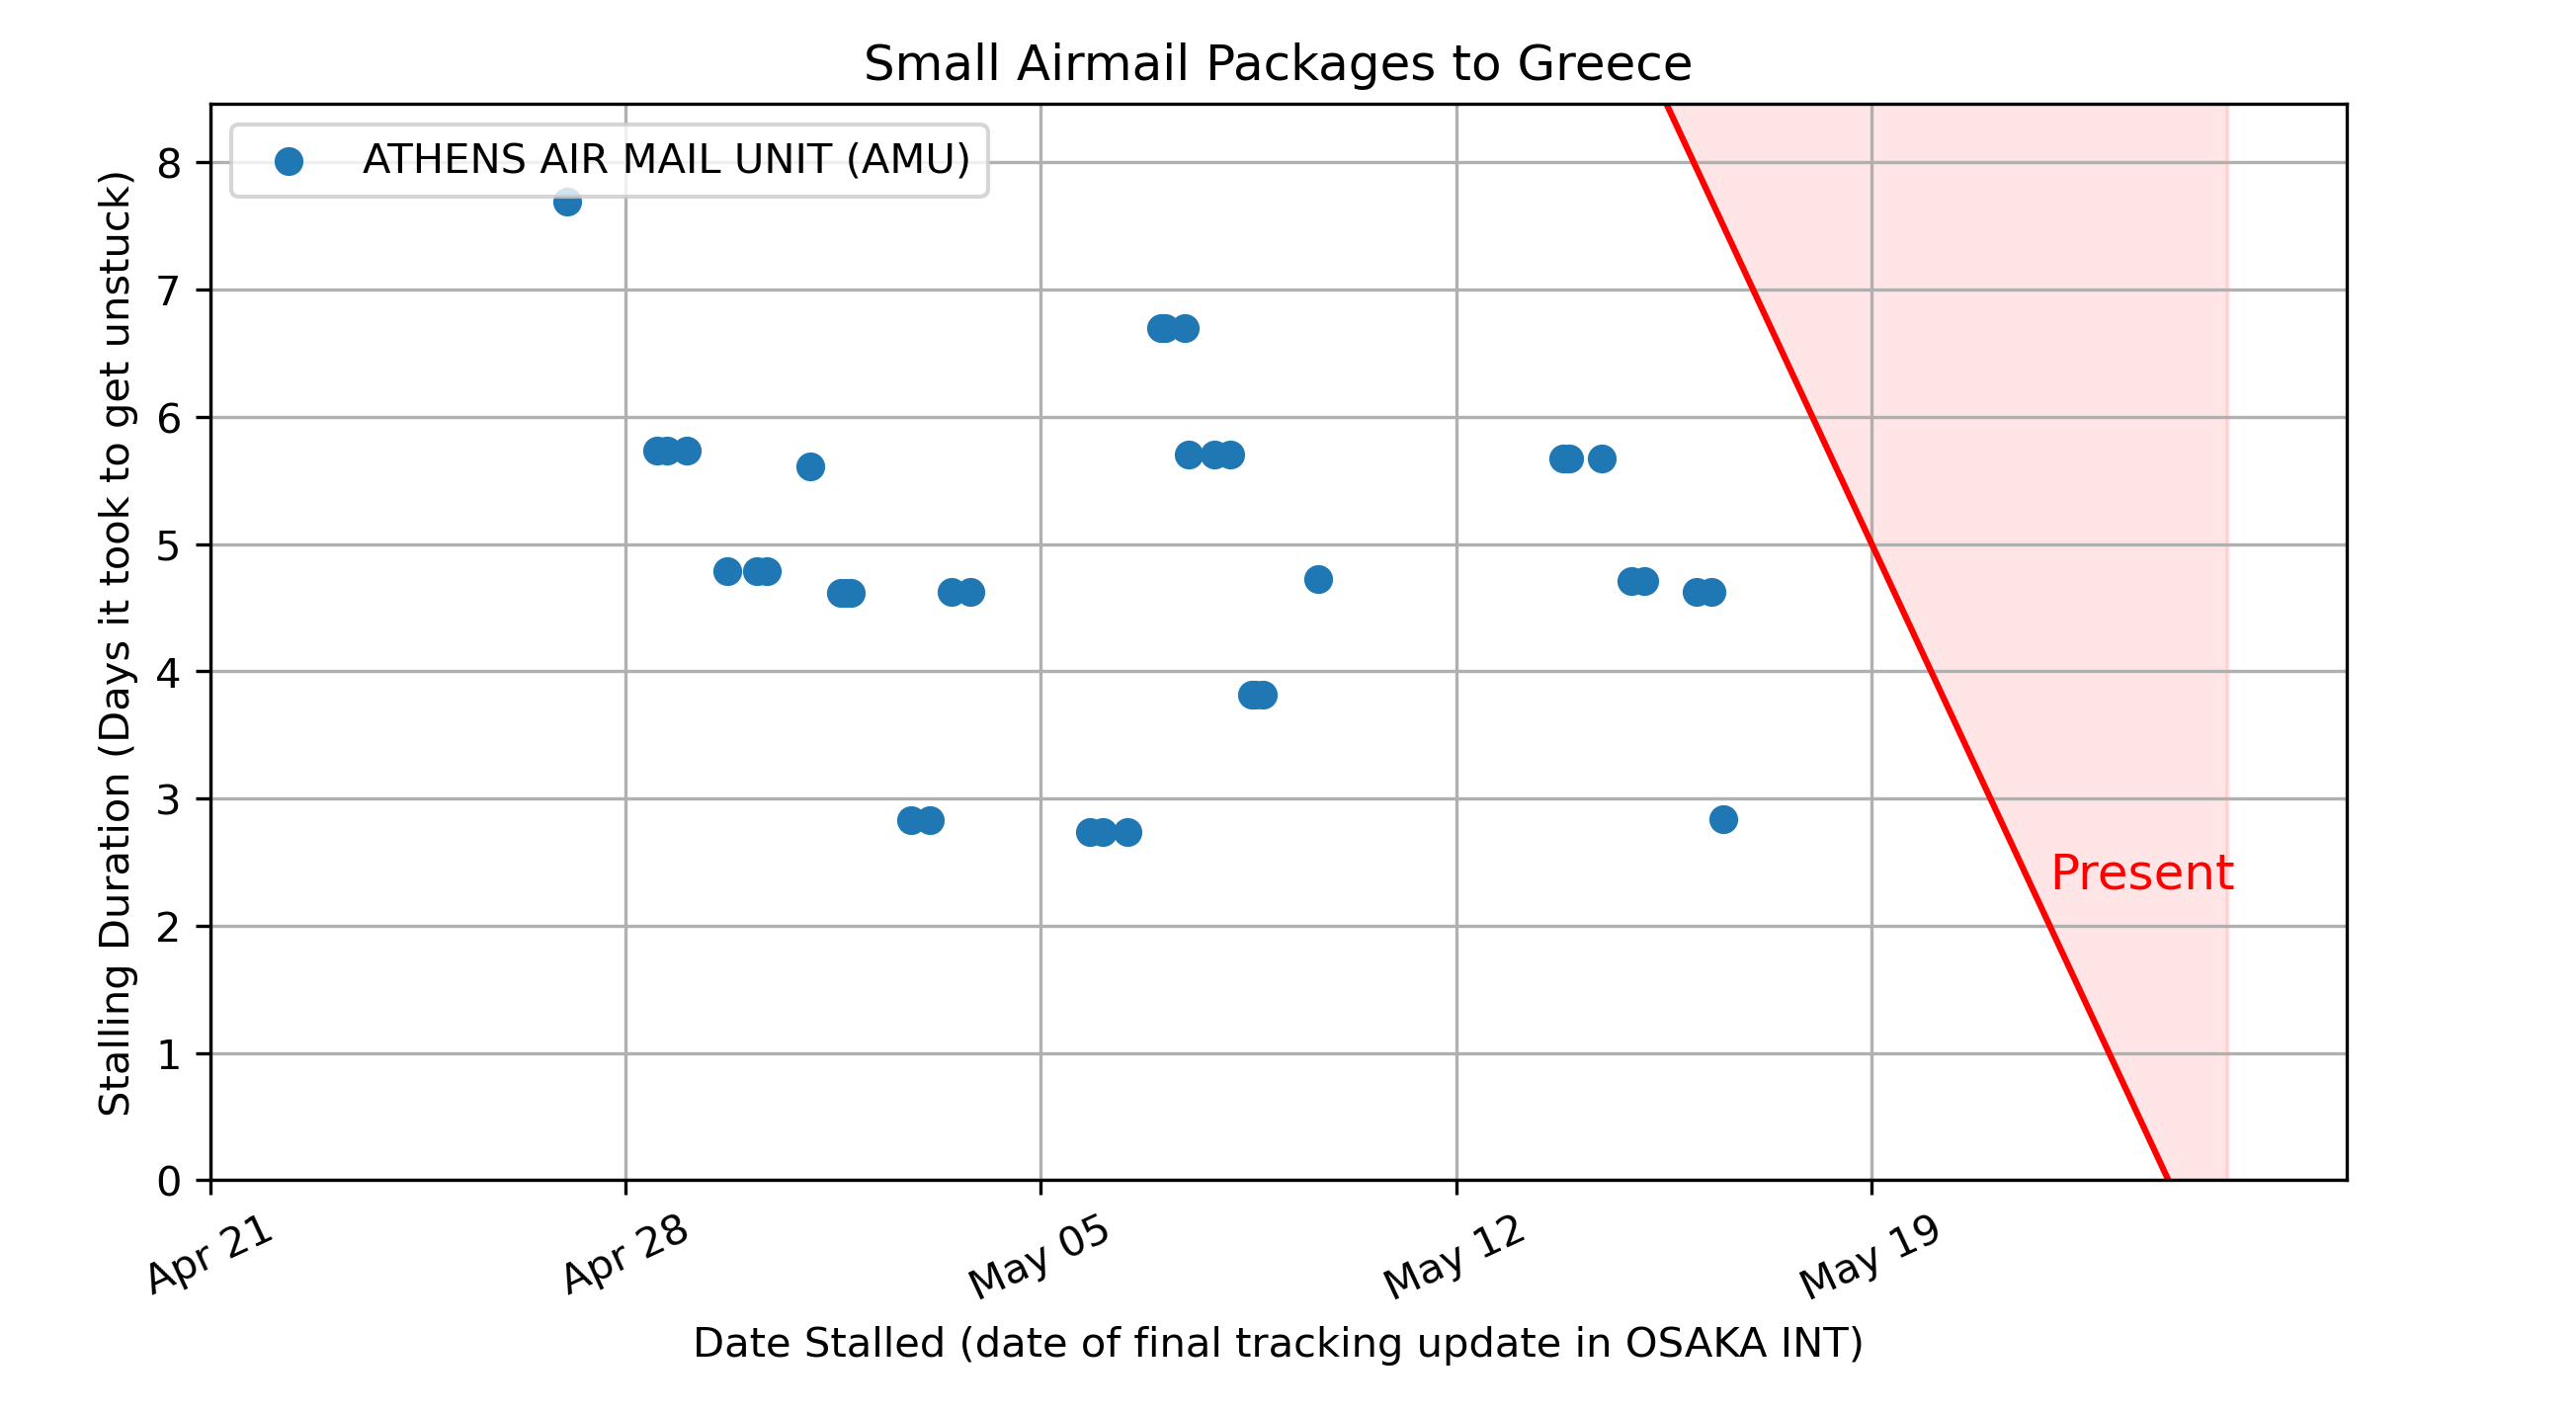 Small Airmail Packages to Greece
ATHENS AIR MAIL UNIT (AMU)
Stalling Duration (Days it took to get unstuck)
8
7
6
5
4
3
2
1
0
Present
Apr 21
Apr 28
May 05
May 12
May 19
Date Stalled (date of final tracking update in OSAKA INT)